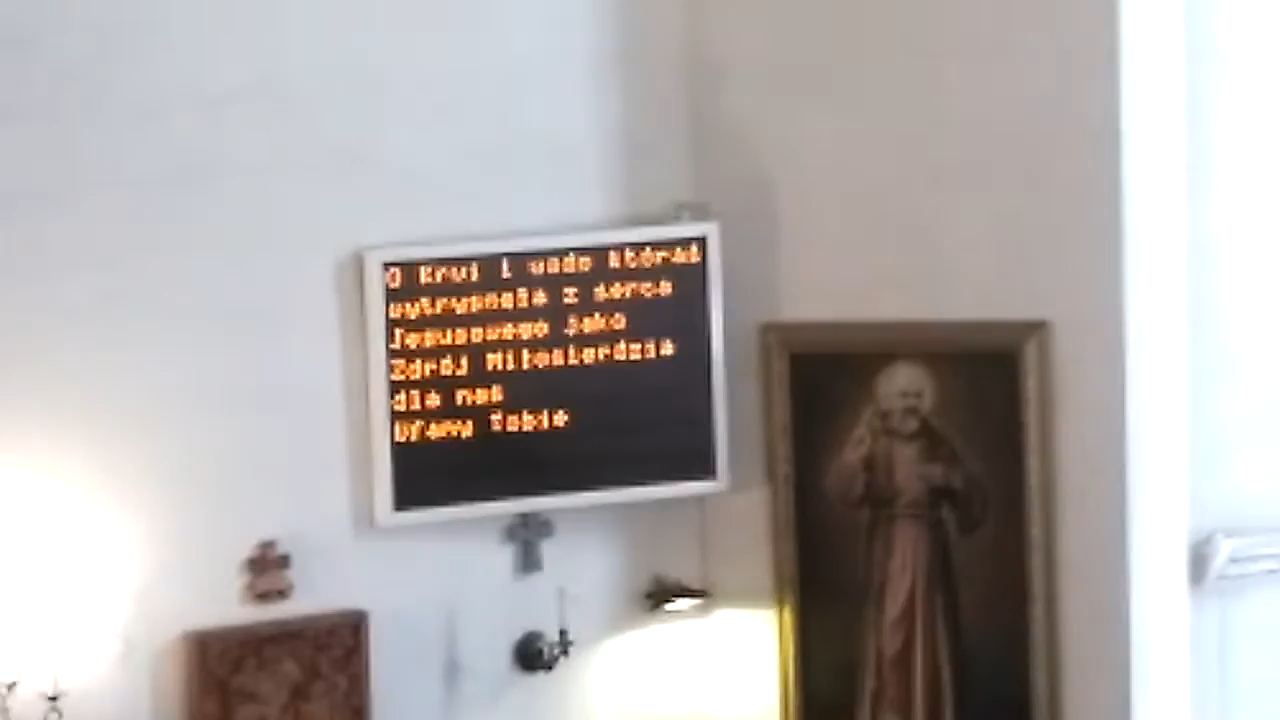 O Krwi i wodo któraś
wytrysnęła z serca
Jezusowego jako
Zdrój Miłosierdzia
dla nas
Ufamy Tobie